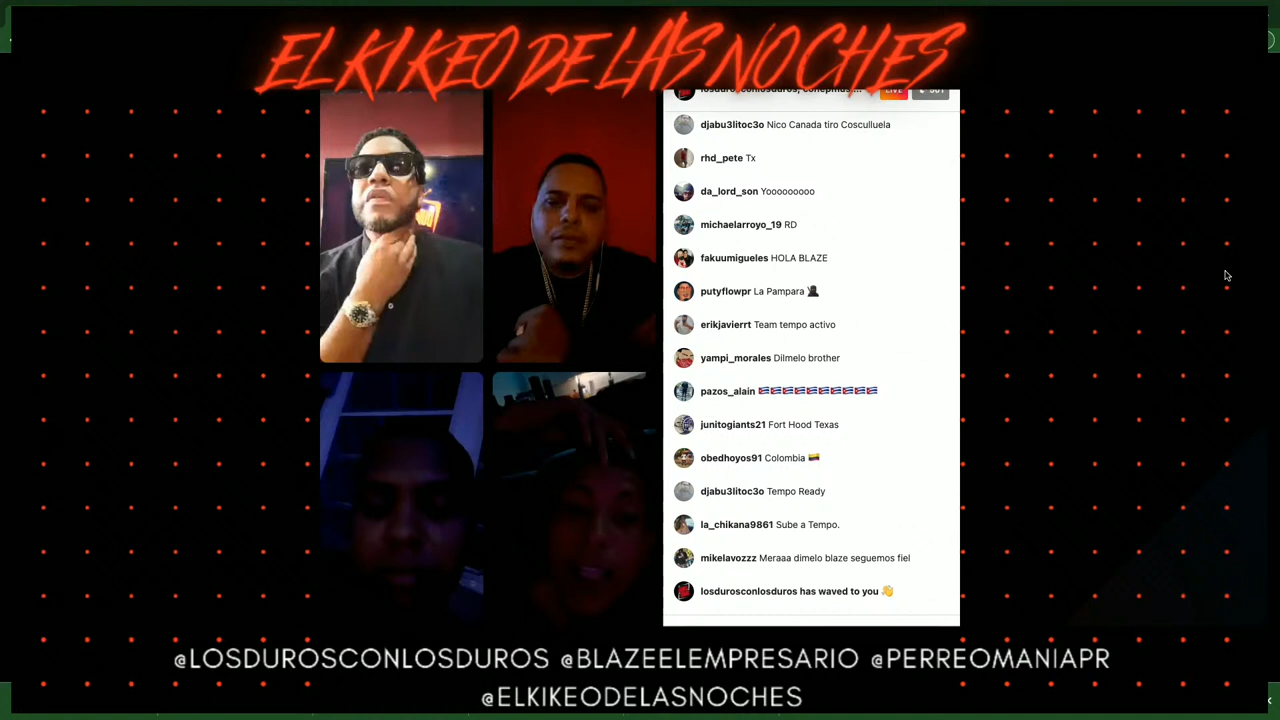 EL KIKEO DE LAS NOCHES
LIVE
djabu3litoc3o Nico Canada tiro Cosculluela
rhd_pete Tx
da_lord_son Yooooooooo
michaelarroyo_19 RD
fakuumigueles HOLA BLAZE
putyflowpr La Pampara
erikjavierrt Team tempo activo
yampi_morales Dilmelo brother
pazos_alain
junitogiants21 Fort Hood Texas
obedhoyos91 Colombia
djabu3litoc3o Tempo Ready
la_chikana9861 Sube a Tempo.
mikelavozzz Meraaa dimelo blaze seguemos fiel
losdurosconlosduros has waved to you
@LOSDUROSCONLOSDUROS @BLAZEELEMPRESARIO @PERREOMANIAPR
@ELKIKEODELASNOCHES